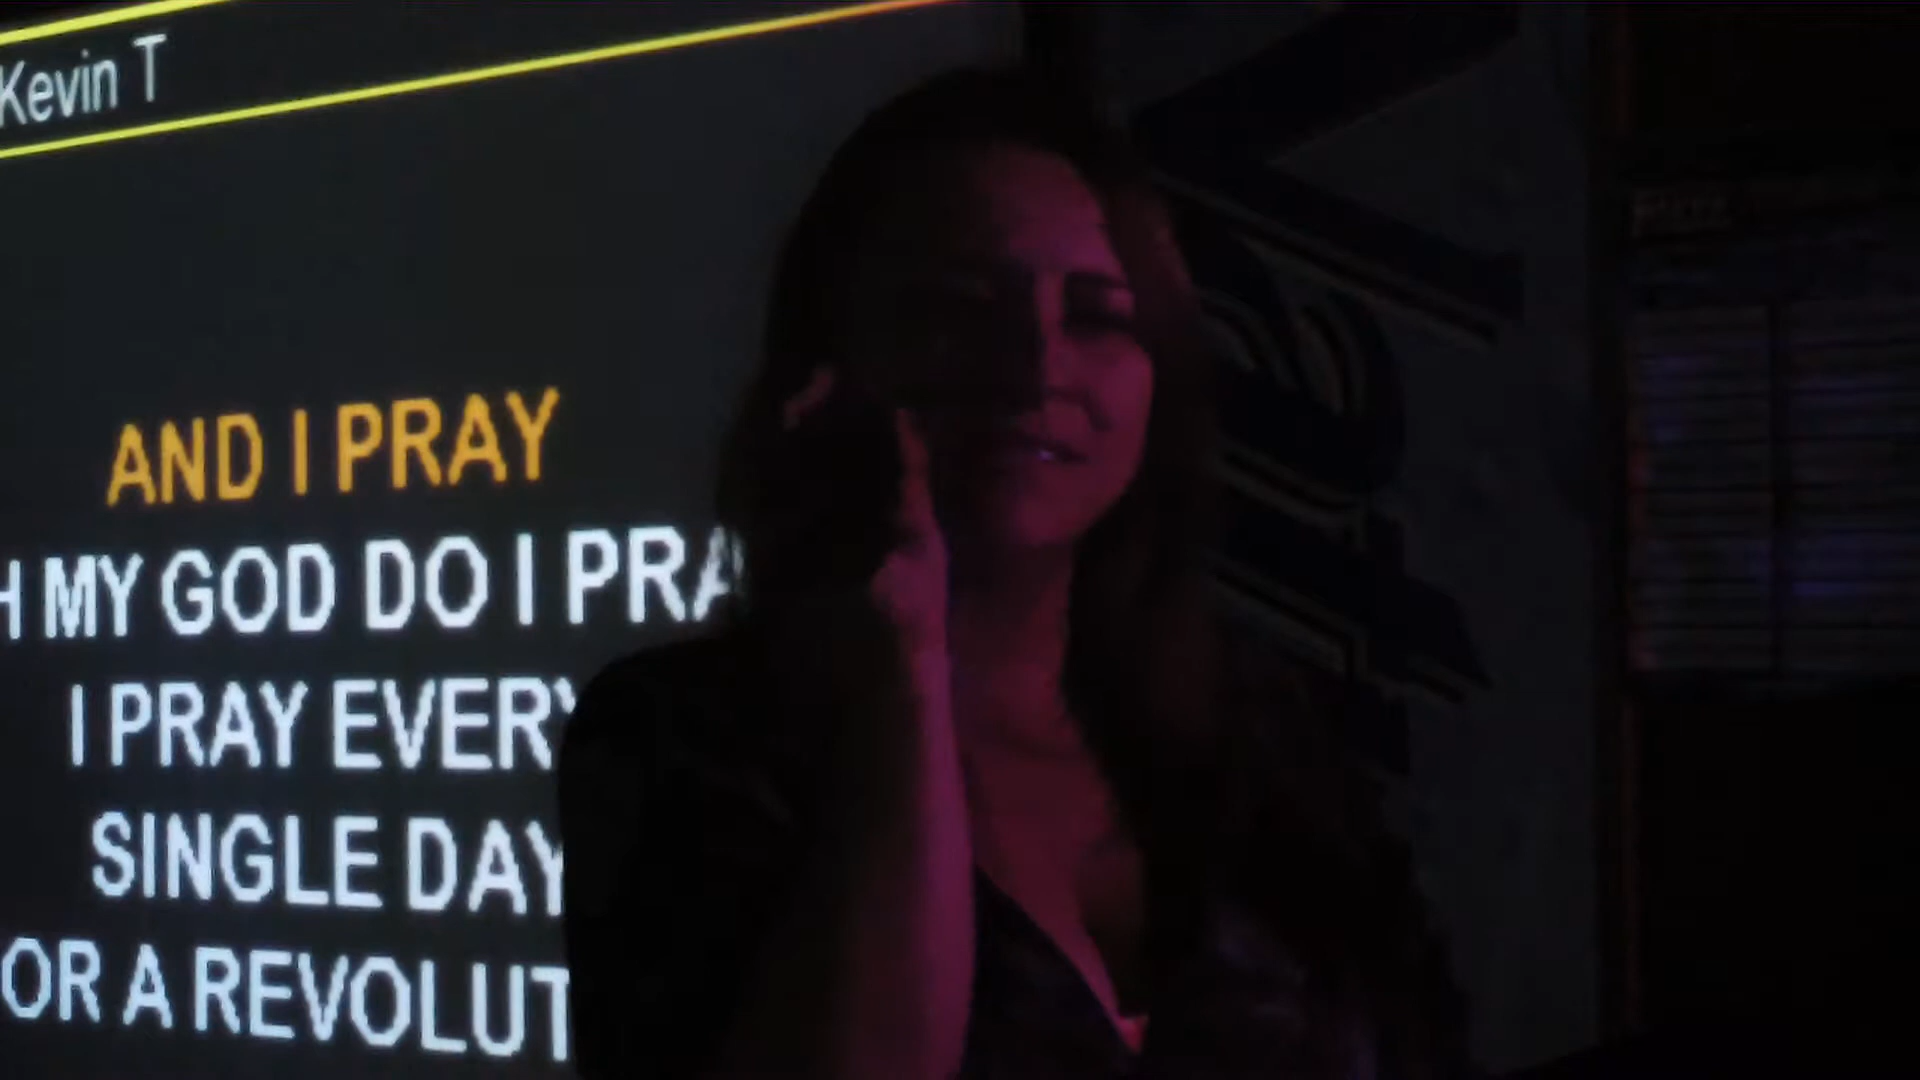 Kevin T
AND I PRAY
H MY GOD DO I PRA
I PRAY EVERY
SINGLE DAY
OR A REVOLUT